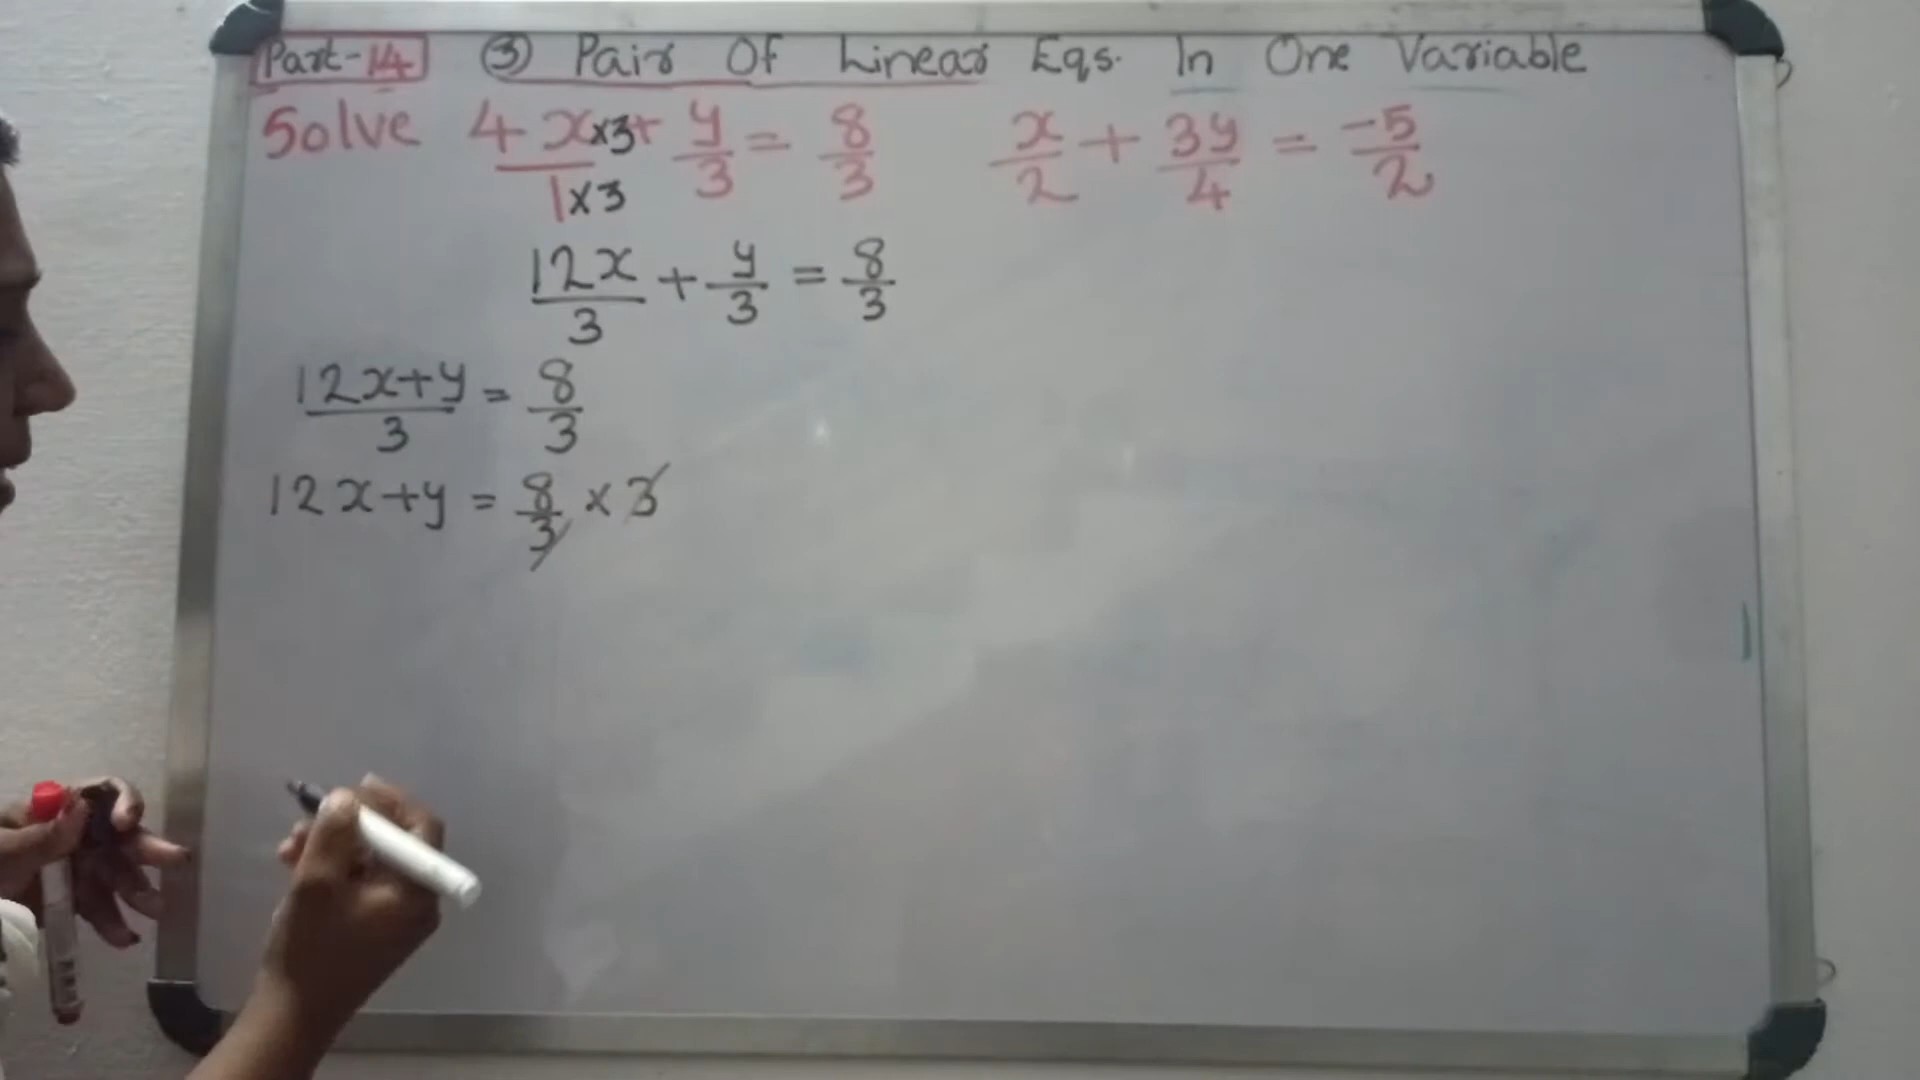 Part-14 ③ Pair Of Linear Eqs. In One Variable
Solve 4x×3/1×3 + y/3 = 8/3 x/2 + 3y/4 = -5/2
12x/3 + y/3 = 8/3
12x+y/3 = 8/3
12x+y = 8/3 × 3